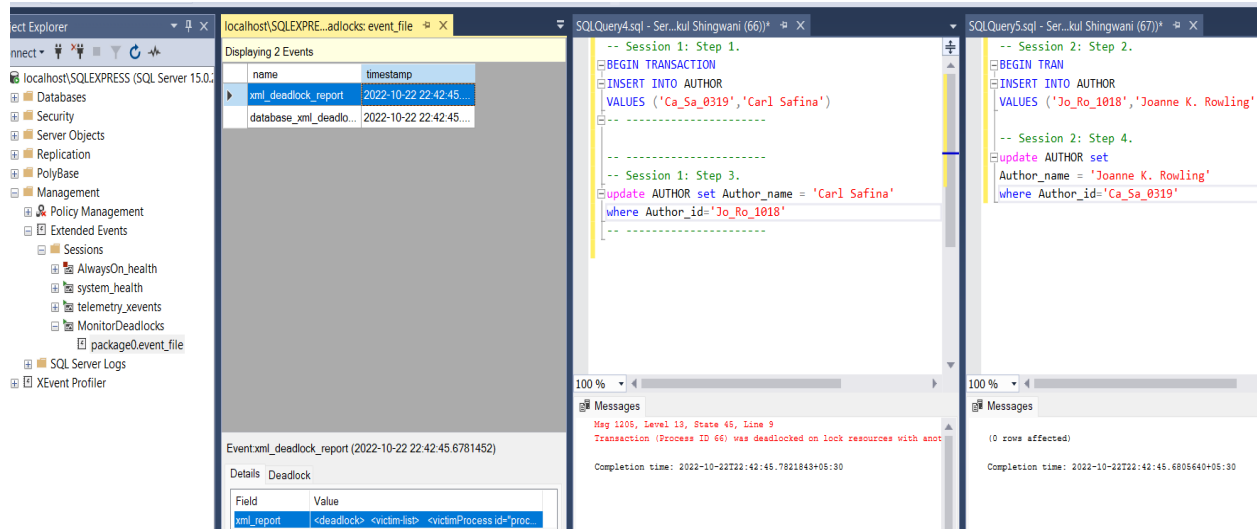 ect Explorer
nnect
localhost\SQLEXPRESS (SQL Server 15.0.2
Databases
Security
Server Objects
Replication
PolyBase
Management
Policy Management
Extended Events
Sessions
AlwaysOn_health
system_health
telemetry_xevents
MonitorDeadlocks
package0.event_file
SQL Server Logs
XEvent Profiler
localhost\SQLEXPRE...adlocks: event_file
Displaying 2 Events
name timestamp
xml_deadlock_report 2022-10-22 22:42:45....
database_xml_deadlo... 2022-10-22 22:42:45....
Event:xml_deadlock_report (2022-10-22 22:42:45.6781452)
Details Deadlock
Field Value
xml_report <deadlock> <victim-list> <victimProcess id="proc...
SQLQuery4.sql - Ser...kul Shingwani (66))*
-- Session 1: Step 1.
BEGIN TRANSACTION
INSERT INTO AUTHOR
VALUES ('Ca_Sa_0319','Carl Safina')
-- ----------------------
-- ----------------------
-- Session 1: Step 3.
update AUTHOR set Author_name = 'Carl Safina'
where Author_id='Jo_Ro_1018'
-- ----------------------
100 %
Messages
Msg 1205, Level 13, State 45, Line 9
Transaction (Process ID 66) was deadlocked on lock resources with anot
Completion time: 2022-10-22T22:42:45.7821843+05:30
SQLQuery5.sql - Ser...kul Shingwani (67))*
-- Session 2: Step 2.
BEGIN TRAN
INSERT INTO AUTHOR
VALUES ('Jo_Ro_1018','Joanne K. Rowling'
-- Session 2: Step 4.
update AUTHOR set
Author_name = 'Joanne K. Rowling'
where Author_id='Ca_Sa_0319'
100 %
Messages
(0 rows affected)
Completion time: 2022-10-22T22:42:45.6805640+05:30